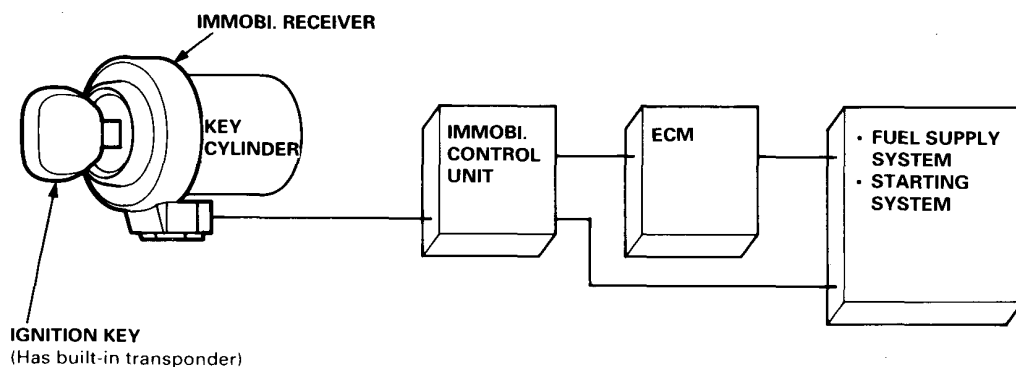 IMMOBI. RECEIVER
KEY
CYLINDER
IMMOBI.
CONTROL
UNIT
ECM
· FUEL SUPPLY
SYSTEM
· STARTING
SYSTEM
IGNITION KEY
(Has built-in transponder)